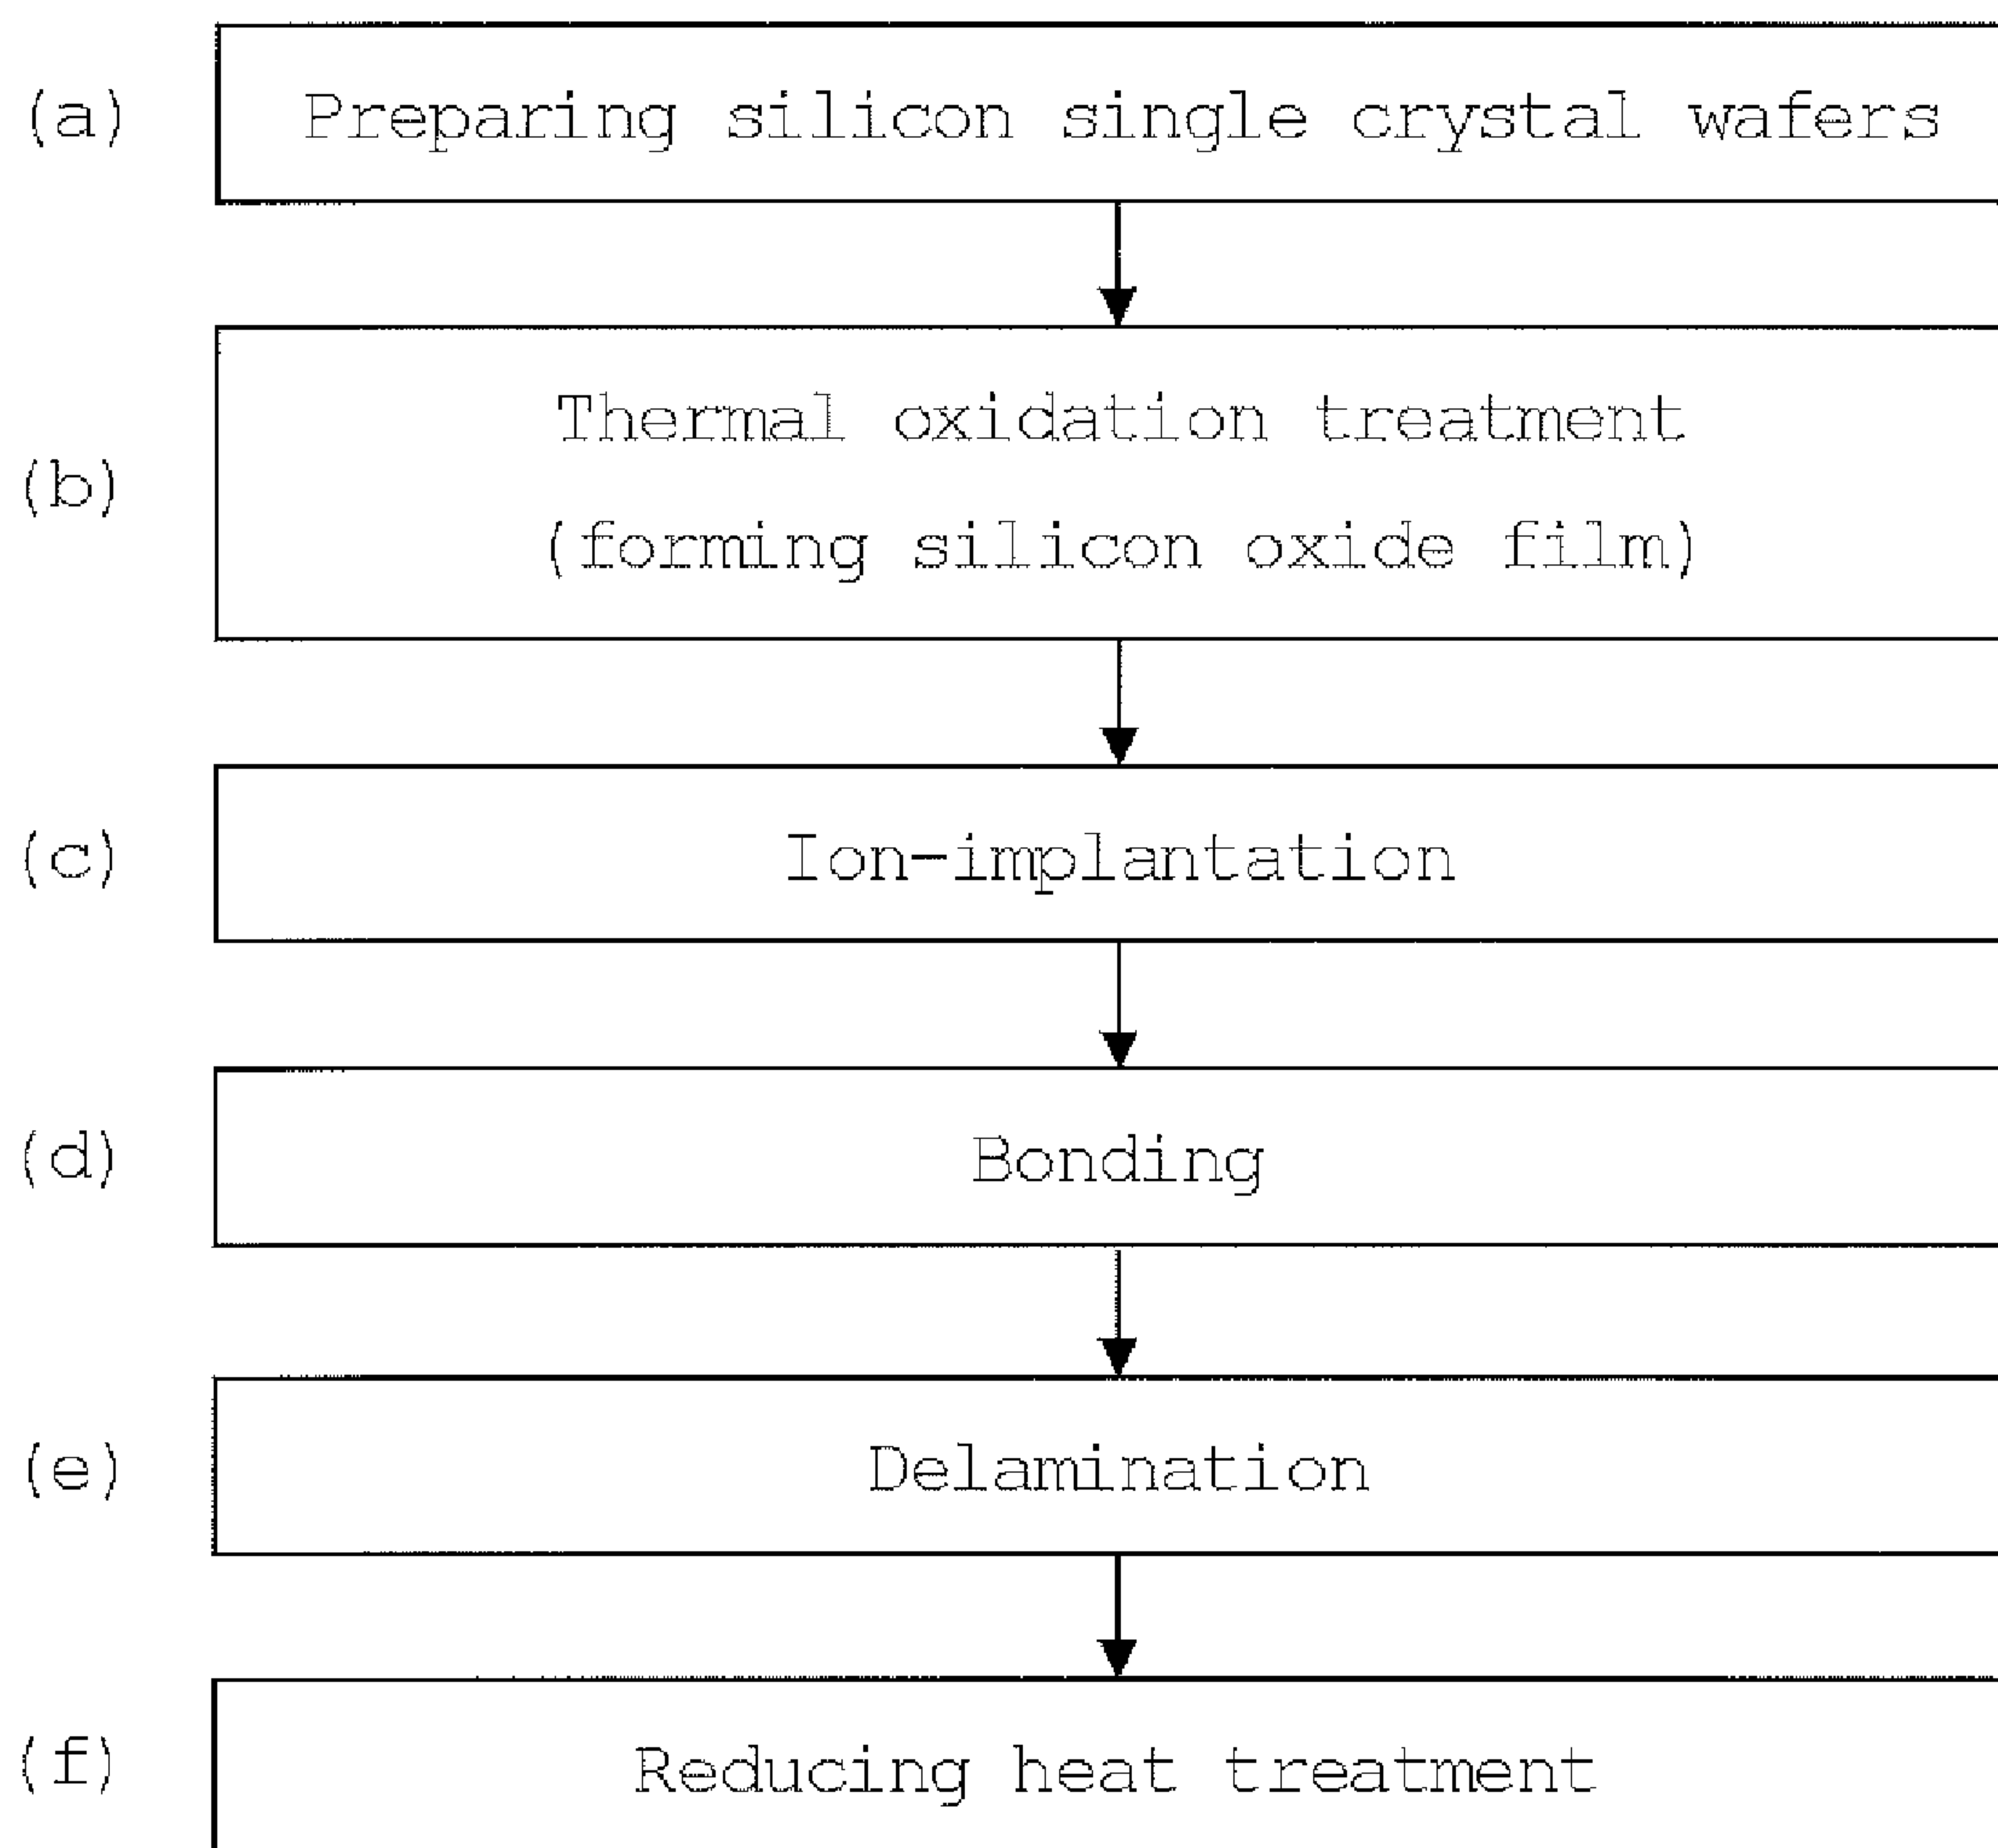 (a) Preparing silicon single crystal wafers
Thermal oxidation treatment
(b)
(forming silicon oxide film)
(c) Ion-implantation
(d) Bonding
(e) Delamination
(f) Reducing heat treatment